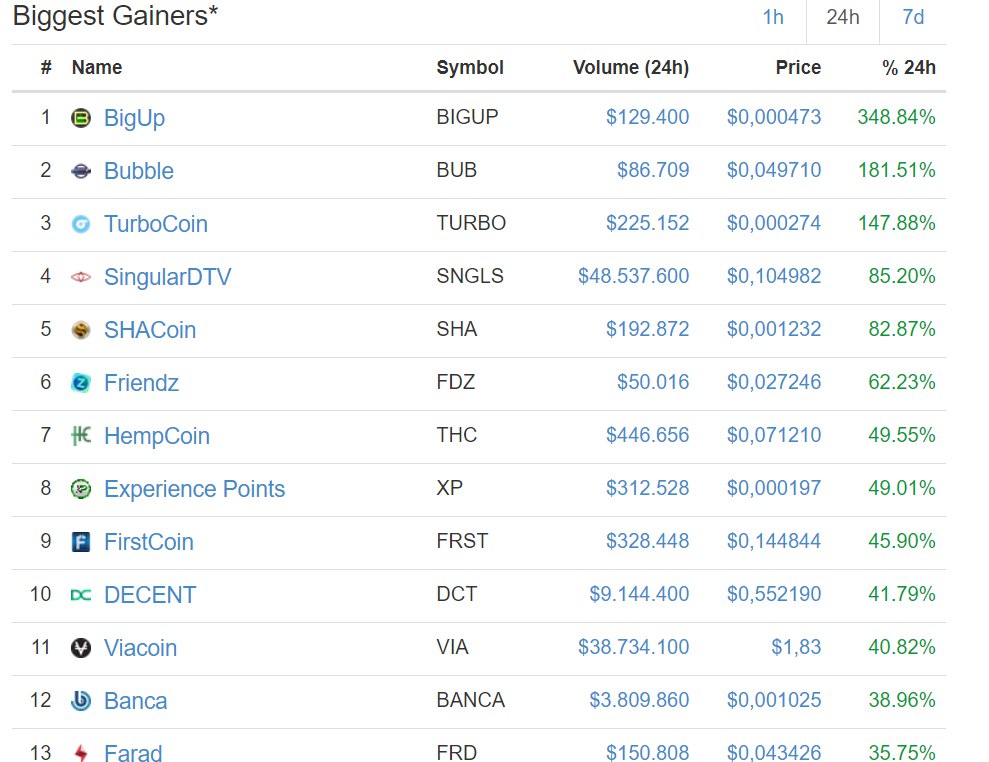 Biggest Gainers* 1h 24h 7d
# Name Symbol Volume (24h) Price % 24h
1 BigUp BIGUP $129.400 $0,000473 348.84%
2 Bubble BUB $86.709 $0,049710 181.51%
3 TurboCoin TURBO $225.152 $0,000274 147.88%
4 SingularDTV SNGLS $48.537.600 $0,104982 85.20%
5 SHACoin SHA $192.872 $0,001232 82.87%
6 Friendz FDZ $50.016 $0,027246 62.23%
7 HempCoin THC $446.656 $0,071210 49.55%
8 Experience Points XP $312.528 $0,000197 49.01%
9 FirstCoin FRST $328.448 $0,144844 45.90%
10 DECENT DCT $9.144.400 $0,552190 41.79%
11 Viacoin VIA $38.734.100 $1,83 40.82%
12 Banca BANCA $3.809.860 $0,001025 38.96%
13 Farad FRD $150.808 $0,043426 35.75%